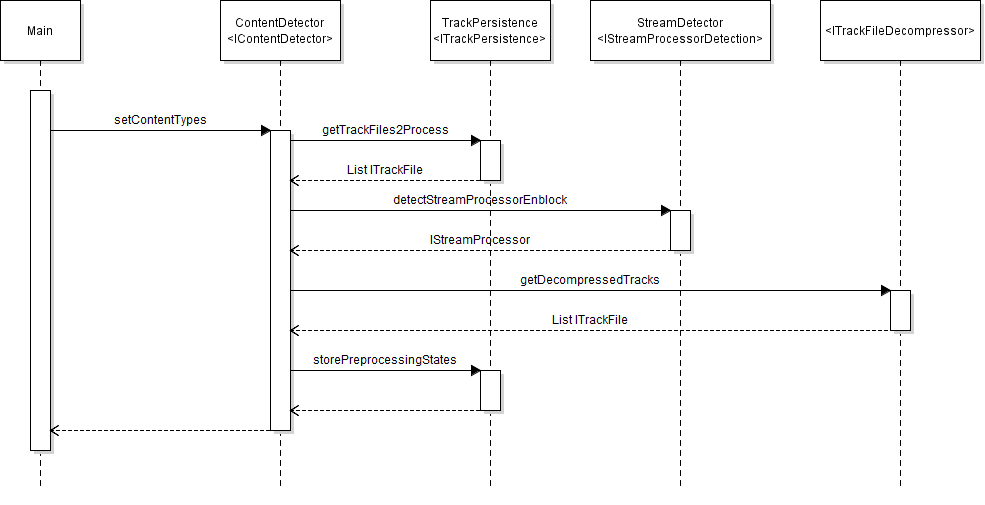 Main
ContentDetector
<IContentDetector>
TrackPersistence
<ITrackPersistence>
StreamDetector
<IStreamProcessorDetection>
<ITrackFileDecompressor>
setContentTypes
getTrackFiles2Process
List ITrackFile
detectStreamProcessorEnblock
IStreamProcessor
getDecompressedTracks
List ITrackFile
storePreprocessingStates